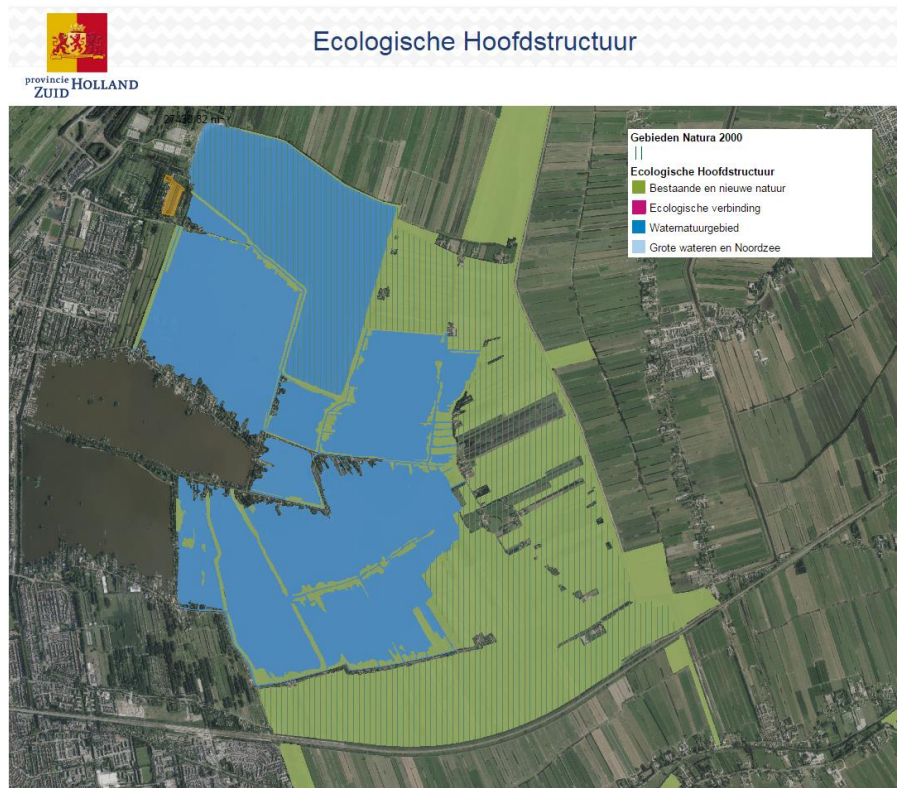 Ecologische Hoofdstructuur
provincie
ZUID HOLLAND
Gebieden Natura 2000
Ecologische Hoofdstructuur
Bestaande en nieuwe natuur
Ecologische verbinding
Waternatuurgebied
Grote wateren en Noordzee